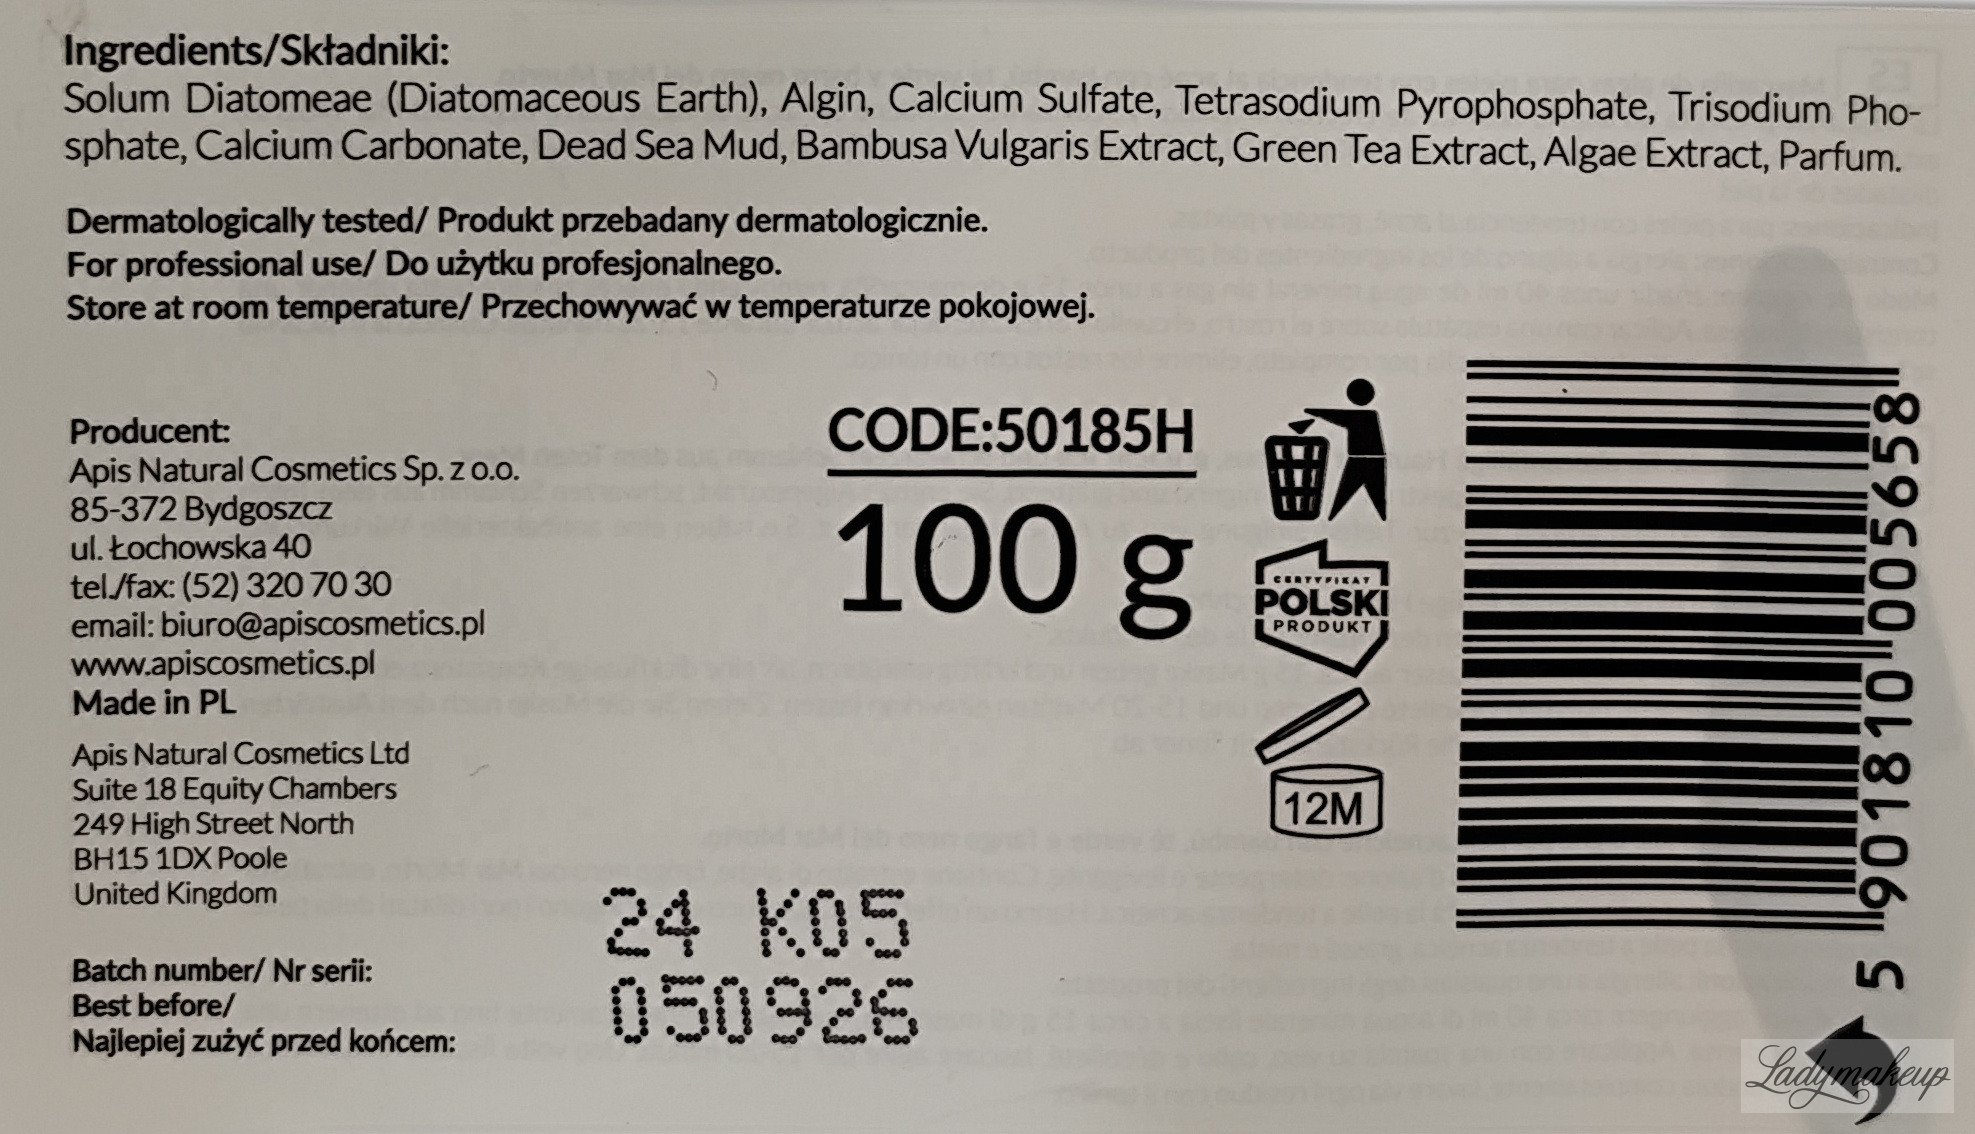 Ingredients/Składniki:
Solum Diatomeae (Diatomaceous Earth), Algin, Calcium Sulfate, Tetrasodium Pyrophosphate, Trisodium Pho-
sphate, Calcium Carbonate, Dead Sea Mud, Bambusa Vulgaris Extract, Green Tea Extract, Algae Extract, Parfum.
Dermatologically tested/ Produkt przebadany dermatologicznie.
For professional use/ Do użytku profesjonalnego.
Store at room temperature/ Przechowywać w temperaturze pokojowej.
Producent:
Apis Natural Cosmetics Sp. z o.o.
85-372 Bydgoszcz
ul. Łochowska 40
tel./fax: (52) 320 70 30
email: biuro@apiscosmetics.pl
www.apiscosmetics.pl
Made in PL
Apis Natural Cosmetics Ltd
Suite 18 Equity Chambers
249 High Street North
BH15 1DX Poole
United Kingdom
Batch number/ Nr serii:
Best before/
Najlepiej zużyć przed końcem:
24 K05
050926
CODE:50185H
100 g
CERTYFIKAT
POLSKI
PRODUKT
12M
5 901810 005658
Ladymakeup